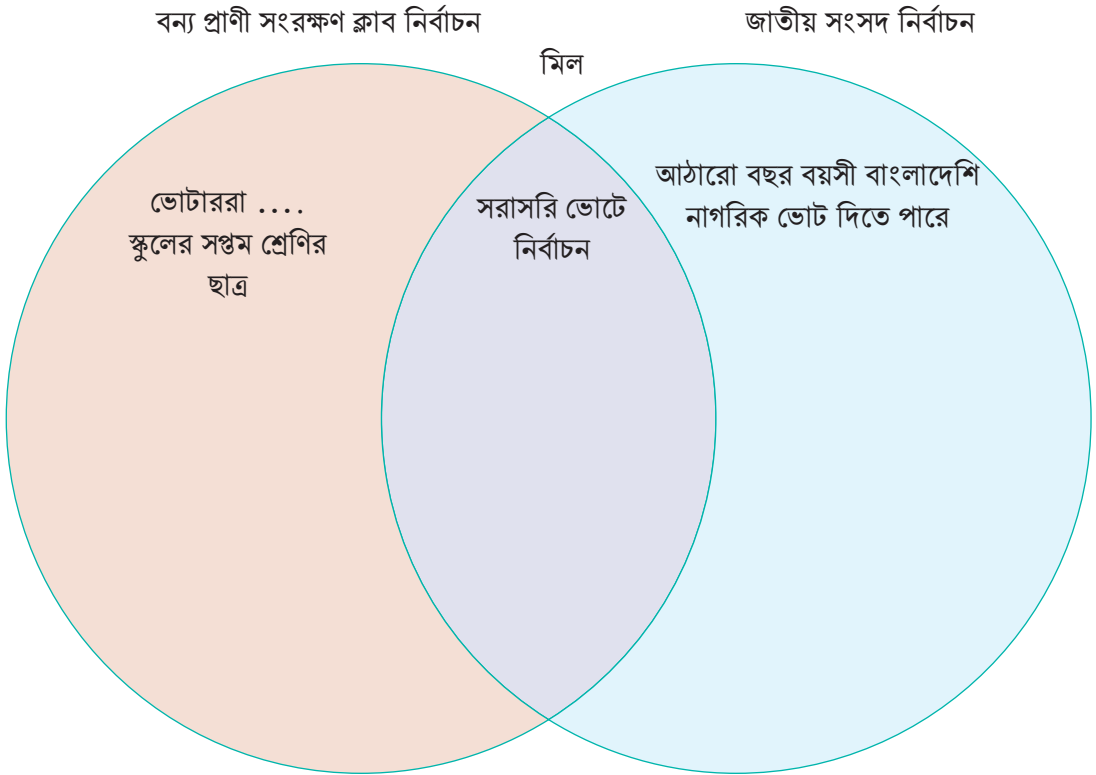 বন্য প্রাণী সংরক্ষণ ক্লাব নির্বাচন
জাতীয় সংসদ নির্বাচন
মিল
ভোটাররা ....
স্কুলের সপ্তম শ্রেণির
ছাত্র
সরাসরি ভোটে
নির্বাচন
আঠারো বছর বয়সী বাংলাদেশি
নাগরিক ভোট দিতে পারে